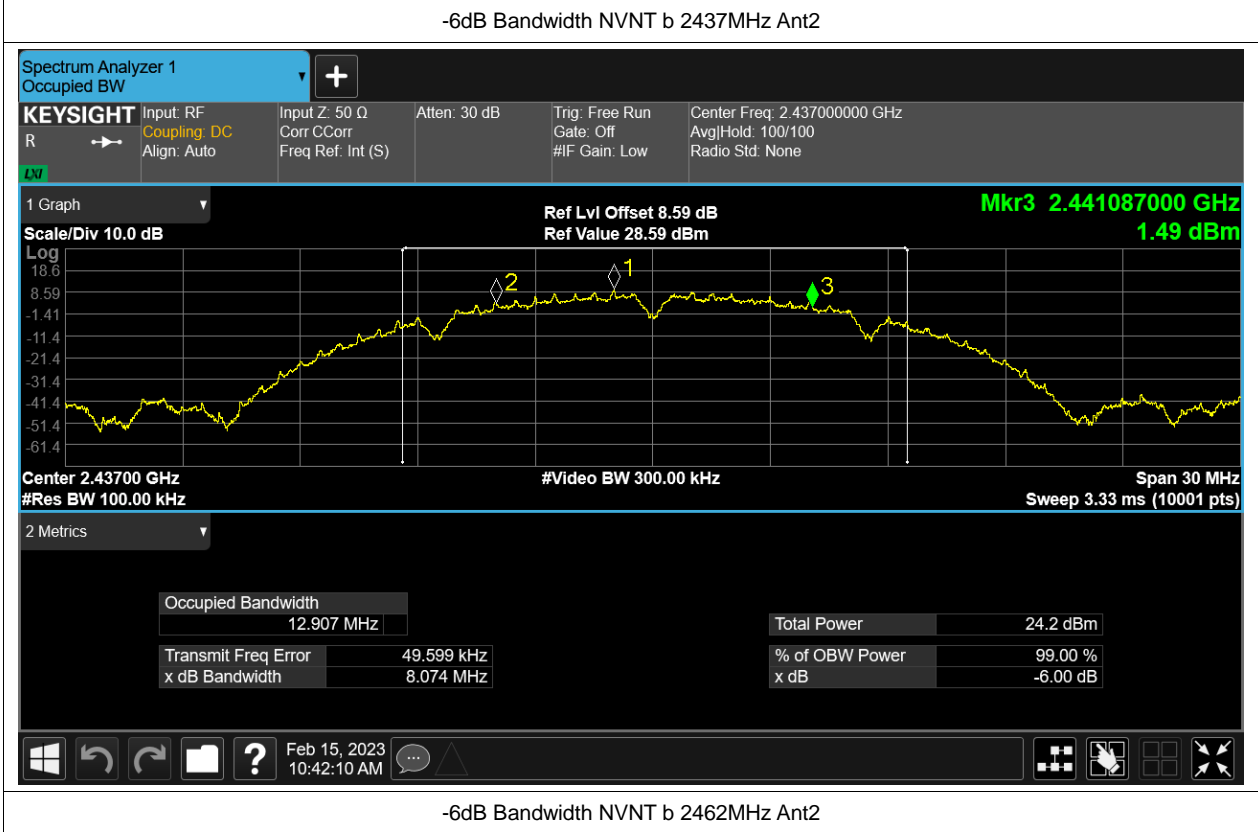 -6dB Bandwidth NVNT b 2437MHz Ant2
Spectrum Analyzer 1
Occupied BW
+
KEYSIGHT
R
LXI
Input: RF
Coupling: DC
Align: Auto
Input Z: 50 Ω
Corr CCorr
Freq Ref: Int (S)
Atten: 30 dB
Trig: Free Run
Gate: Off
#IF Gain: Low
Center Freq: 2.437000000 GHz
Avg|Hold: 100/100
Radio Std: None
1 Graph
Scale/Div 10.0 dB
Ref Lvl Offset 8.59 dB
Ref Value 28.59 dBm
Mkr3 2.441087000 GHz
1.49 dBm
Log
18.6
8.59
-1.41
-11.4
-21.4
-31.4
-41.4
-51.4
-61.4
2
1
3
Center 2.43700 GHz
#Res BW 100.00 kHz
#Video BW 300.00 kHz
Span 30 MHz
Sweep 3.33 ms (10001 pts)
2 Metrics
Occupied Bandwidth
12.907 MHz
Transmit Freq Error 49.599 kHz
x dB Bandwidth 8.074 MHz
Total Power 24.2 dBm
% of OBW Power 99.00 %
x dB -6.00 dB
?
Feb 15, 2023
10:42:10 AM
-6dB Bandwidth NVNT b 2462MHz Ant2